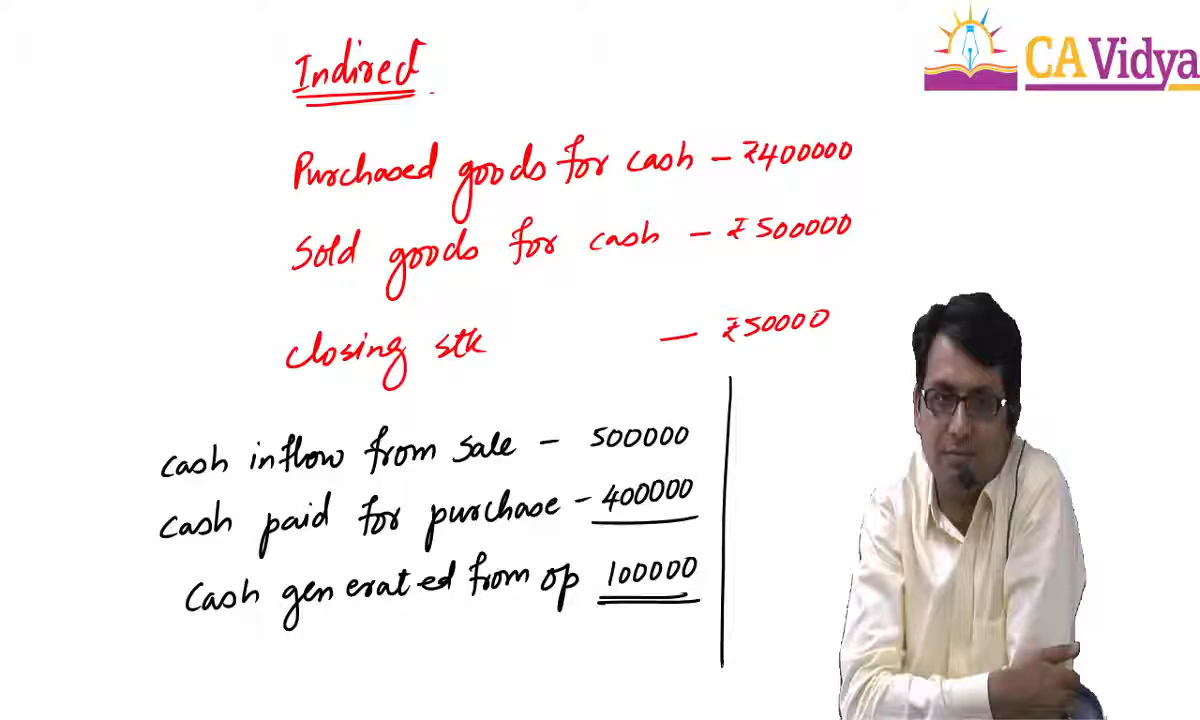 Indirect
CA Vidya
Purchased goods for cash – ₹400000
Sold goods for cash – ₹500000
closing stk – ₹50000
cash inflow from sale – 500000
cash paid for purchase – 400000
cash generated from op 100000